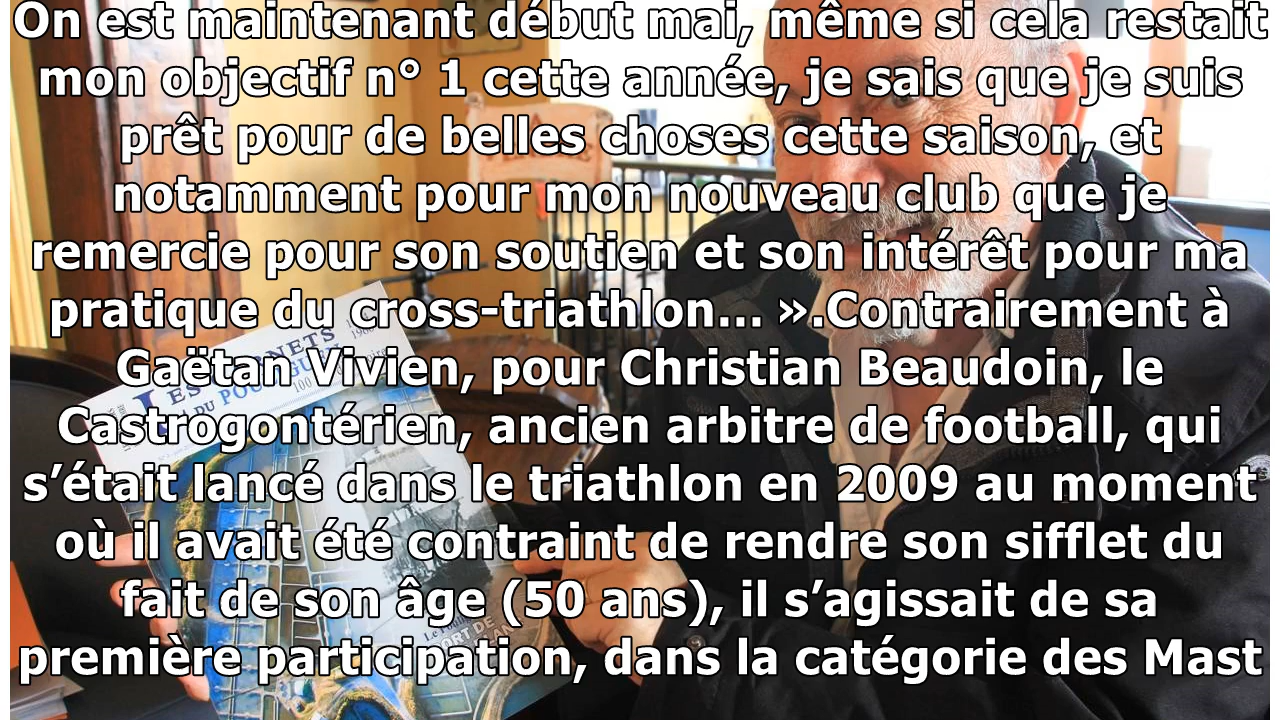 On est maintenant début mai, même si cela restait
mon objectif n° 1 cette année, je sais que je suis
prêt pour de belles choses cette saison, et
notamment pour mon nouveau club que je
remercie pour son soutien et son intérêt pour ma
pratique du cross-triathlon... ».Contrairement à
Gaëtan Vivien, pour Christian Beaudoin, le
Castrogontérien, ancien arbitre de football, qui
s’était lancé dans le triathlon en 2009 au moment
où il avait été contraint de rendre son sifflet du
fait de son âge (50 ans), il s’agissait de sa
première participation, dans la catégorie des Mast